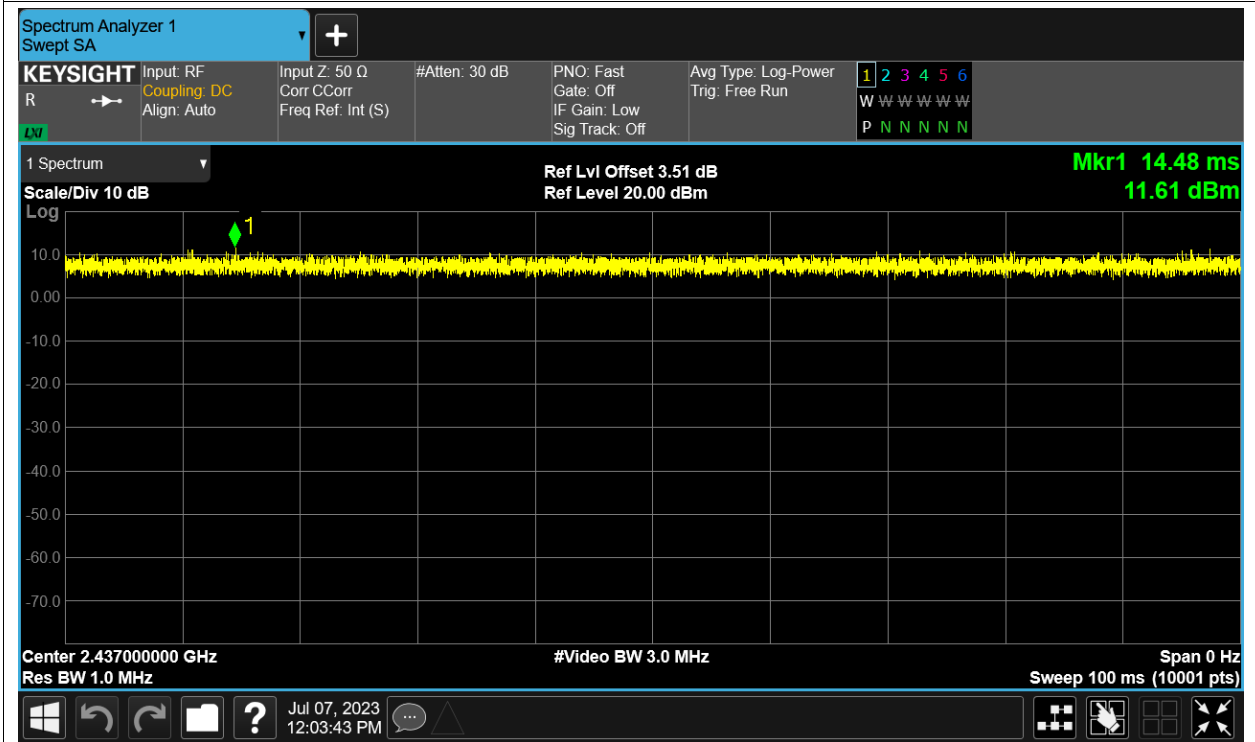 Spectrum Analyzer 1
Swept SA
+
KEYSIGHT
R
LXI
Input: RF
Coupling: DC
Align: Auto
Input Z: 50 Ω
Corr CCorr
Freq Ref: Int (S)
#Atten: 30 dB
PNO: Fast
Gate: Off
IF Gain: Low
Sig Track: Off
Avg Type: Log-Power
Trig: Free Run
1 2 3 4 5 6
W W W W W W
P N N N N N
1 Spectrum
Scale/Div 10 dB
Ref Lvl Offset 3.51 dB
Ref Level 20.00 dBm
Mkr1 14.48 ms
11.61 dBm
Log
1
10.0
0.00
-10.0
-20.0
-30.0
-40.0
-50.0
-60.0
-70.0
Center 2.437000000 GHz
Res BW 1.0 MHz
#Video BW 3.0 MHz
Span 0 Hz
Sweep 100 ms (10001 pts)
?
Jul 07, 2023
12:03:43 PM